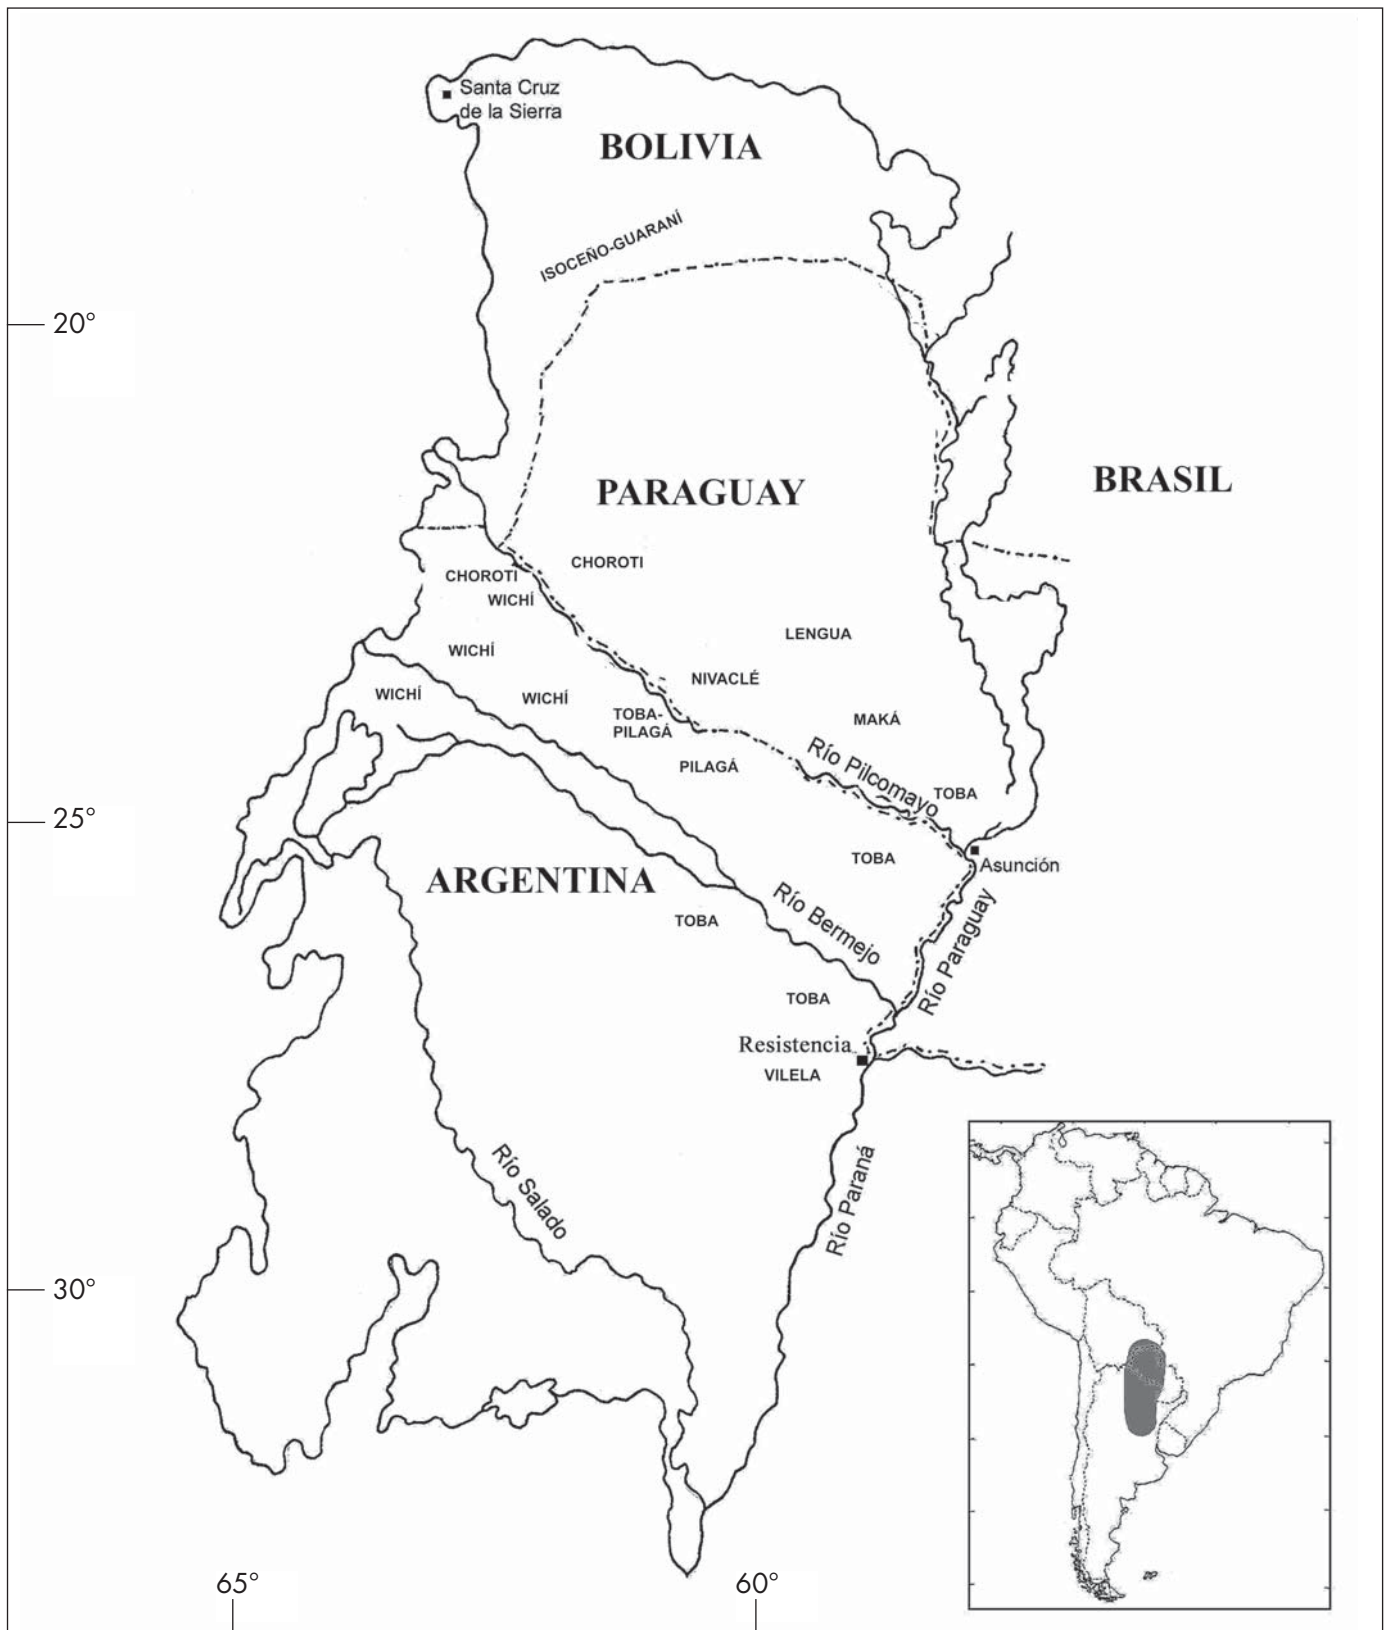 Santa Cruz
de la Sierra
BOLIVIA
ISOCEÑO-GUARANÍ
20°
BRASIL
PARAGUAY
CHOROTI
CHOROTI
WICHÍ
LENGUA
WICHÍ
NIVACLÉ
WICHÍ
WICHÍ
TOBA-
PILAGÁ
MAKÁ
PILAGÁ
Río Pilcomayo
TOBA
25°
TOBA
Asunción
ARGENTINA
TOBA
Río Bermejo
Río Paraguay
TOBA
Resistencia
VILELA
Río Salado
Río Paraná
30°
65°
60°